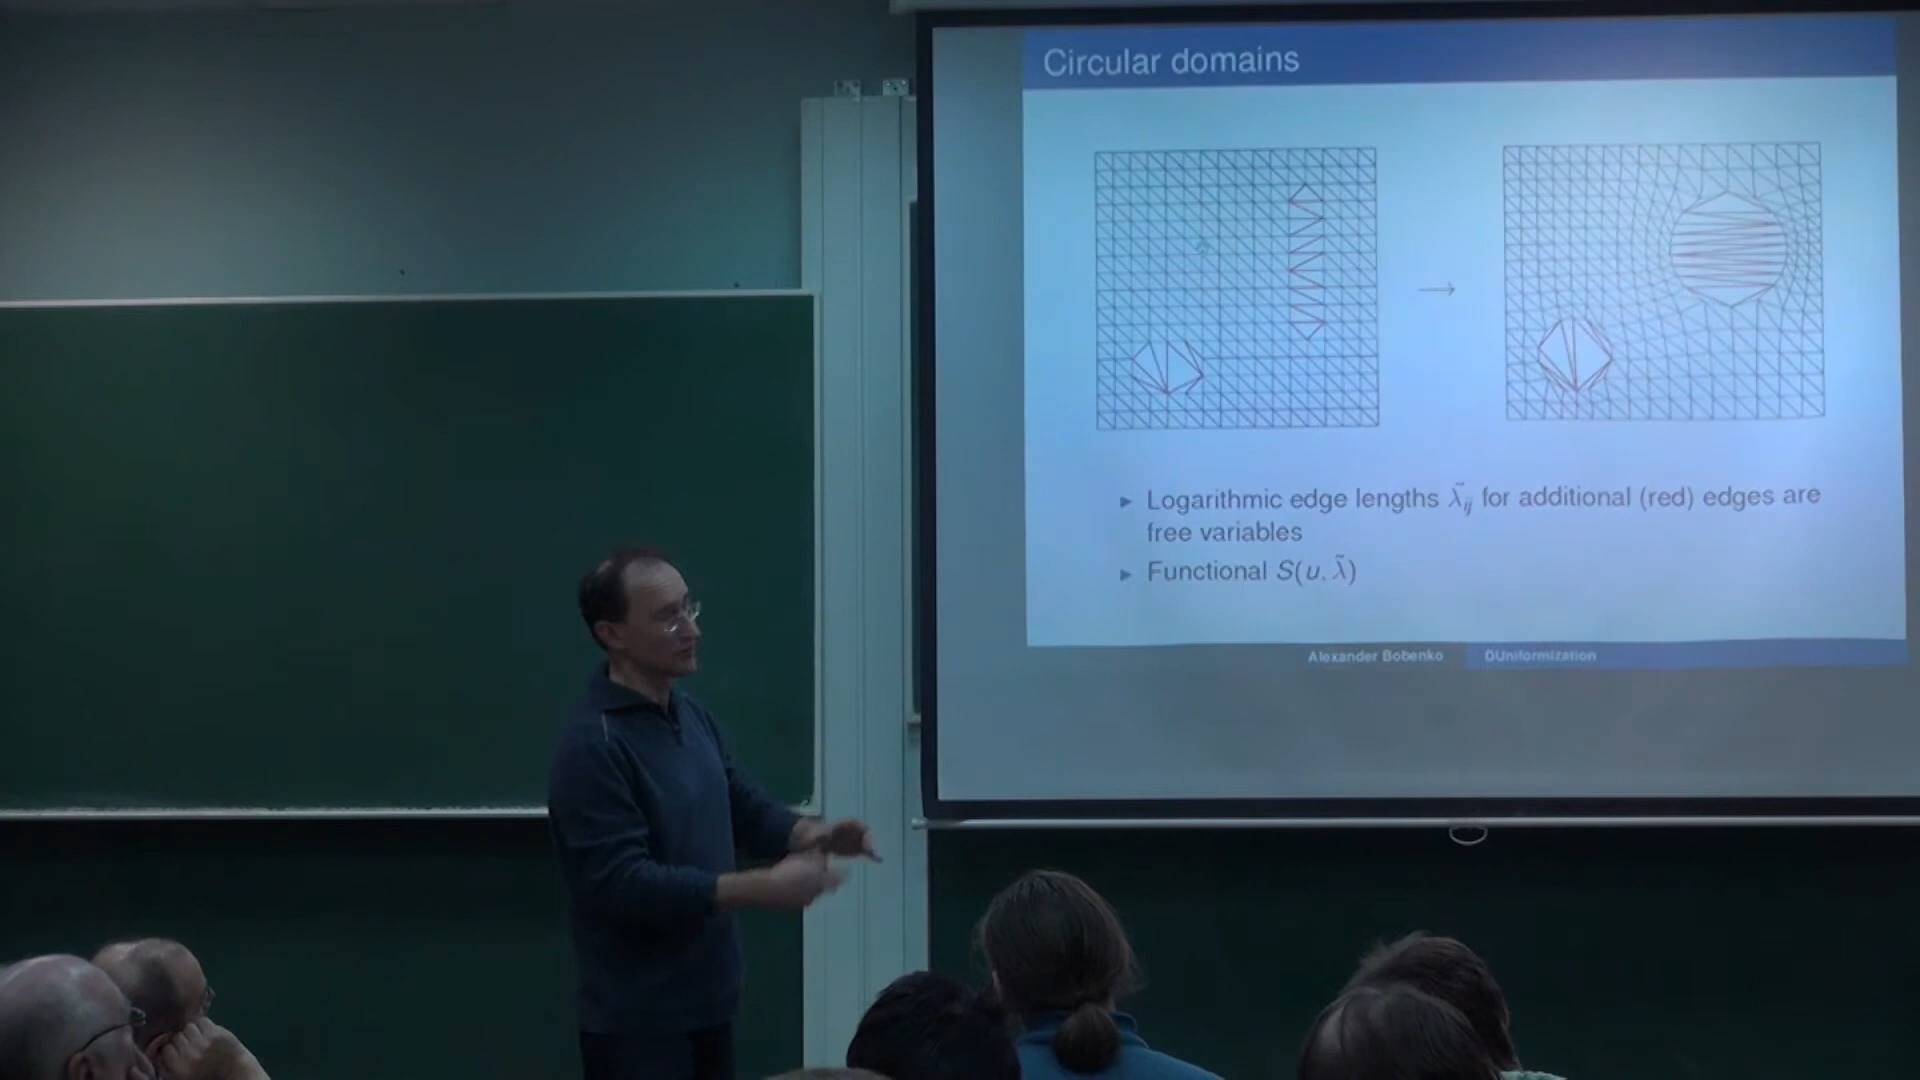 Circular domains
→
► Logarithmic edge lengths λ̃ᵢⱼ for additional (red) edges are
free variables
► Functional S(u, λ̃)
Alexander Bobenko DUniformization